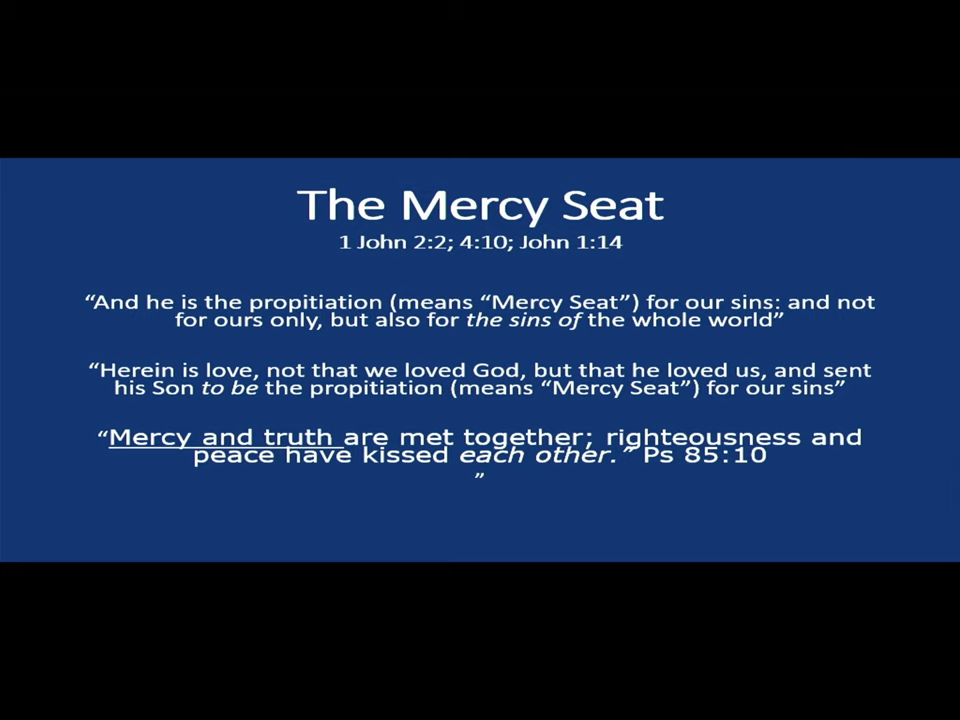 The Mercy Seat
1 John 2:2; 4:10; John 1:14
“And he is the propitiation (means “Mercy Seat”) for our sins: and not
for ours only, but also for the sins of the whole world”
“Herein is love, not that we loved God, but that he loved us, and sent
his Son to be the propitiation (means “Mercy Seat”) for our sins”
“Mercy and truth are met together; righteousness and
peace have kissed each other.” Ps 85:10
”